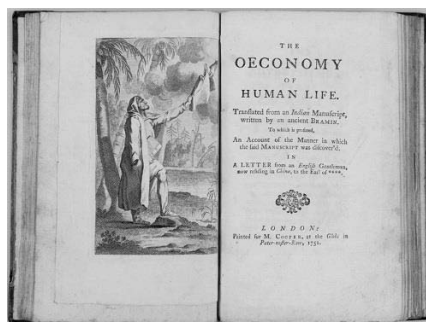 THE
OECONOMY
OF
HUMAN LIFE.
Translated from an Indian Manuscript,
written by an ancient BRAMIN.
To which is prefixed,
An Account of the Manner in which
the said MANUSCRIPT was discover'd.
IN
A LETTER from an English Gentleman,
now residing in China, to the Earl of ****.
LONDON:
Printed for M. COOPER, at the Globe in
Pater-noster-Row, 1751.